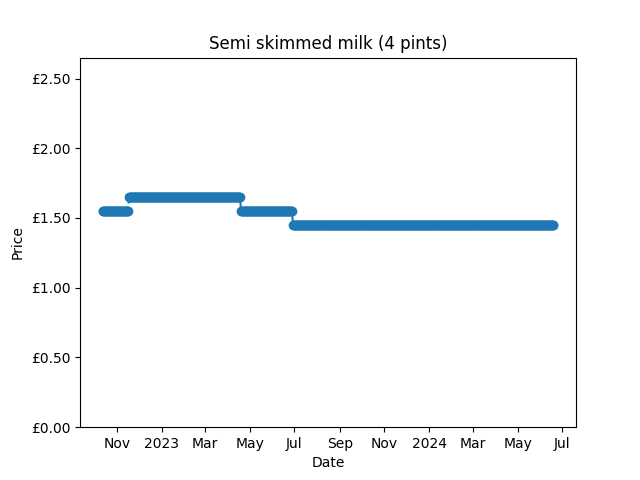 Semi skimmed milk (4 pints)
£2.50
£2.00
£1.50
£1.00
£0.50
£0.00
Price
Nov 2023 Mar May Jul Sep Nov 2024 Mar May Jul
Date